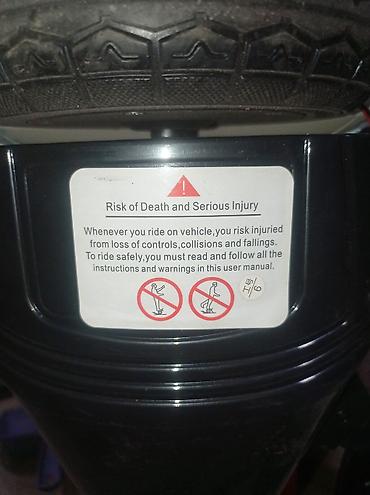 Risk of Death and Serious Injury
Whenever you ride on vehicle,you risk injuried
from loss of controls,collisions and fallings.
To ride safely,you must read and follow all the
instructions and warnings in this user manual.